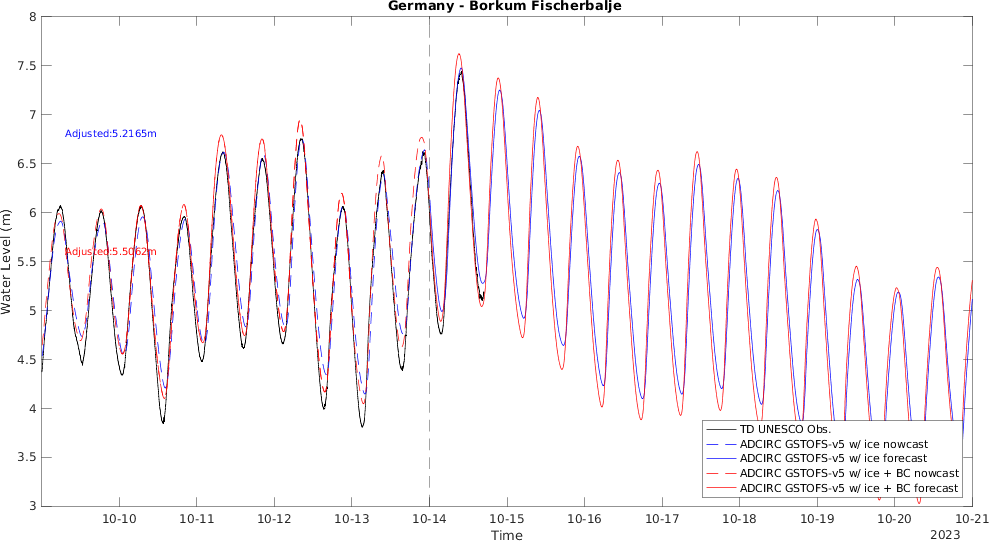 Germany - Borkum Fischerbalje
8
7.5
7
6.5
6
5.5
5
4.5
4
3.5
3
Water Level (m)
Adjusted:5.2165m
Adjusted:5.5062m
TD UNESCO Obs.
ADCIRC GSTOFS-v5 w/ ice nowcast
ADCIRC GSTOFS-v5 w/ ice forecast
ADCIRC GSTOFS-v5 w/ ice + BC nowcast
ADCIRC GSTOFS-v5 w/ ice + BC forecast
10-10 10-11 10-12 10-13 10-14 10-15 10-16 10-17 10-18 10-19 10-20 10-21
Time
2023